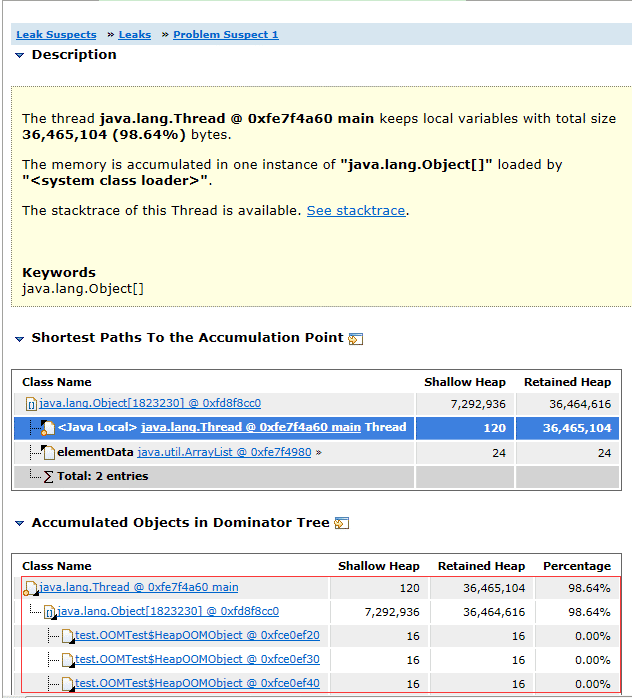 Leak Suspects » Leaks » Problem Suspect 1
Description
The thread java.lang.Thread @ 0xfe7f4a60 main keeps local variables with total size
36,465,104 (98.64%) bytes.
The memory is accumulated in one instance of "java.lang.Object[]" loaded by
"<system class loader>".
The stacktrace of this Thread is available. See stacktrace.
Keywords
java.lang.Object[]
Shortest Paths To the Accumulation Point
Class Name Shallow Heap Retained Heap
java.lang.Object[1823230] @ 0xfd8f8cc0 7,292,936 36,464,616
<Java Local> java.lang.Thread @ 0xfe7f4a60 main Thread 120 36,465,104
elementData java.util.ArrayList @ 0xfe7f4980 » 24 24
∑ Total: 2 entries
Accumulated Objects in Dominator Tree
Class Name Shallow Heap Retained Heap Percentage
java.lang.Thread @ 0xfe7f4a60 main 120 36,465,104 98.64%
java.lang.Object[1823230] @ 0xfd8f8cc0 7,292,936 36,464,616 98.64%
test.OOMTest$HeapOOMObject @ 0xfce0ef20 16 16 0.00%
test.OOMTest$HeapOOMObject @ 0xfce0ef30 16 16 0.00%
test.OOMTest$HeapOOMObject @ 0xfce0ef40 16 16 0.00%